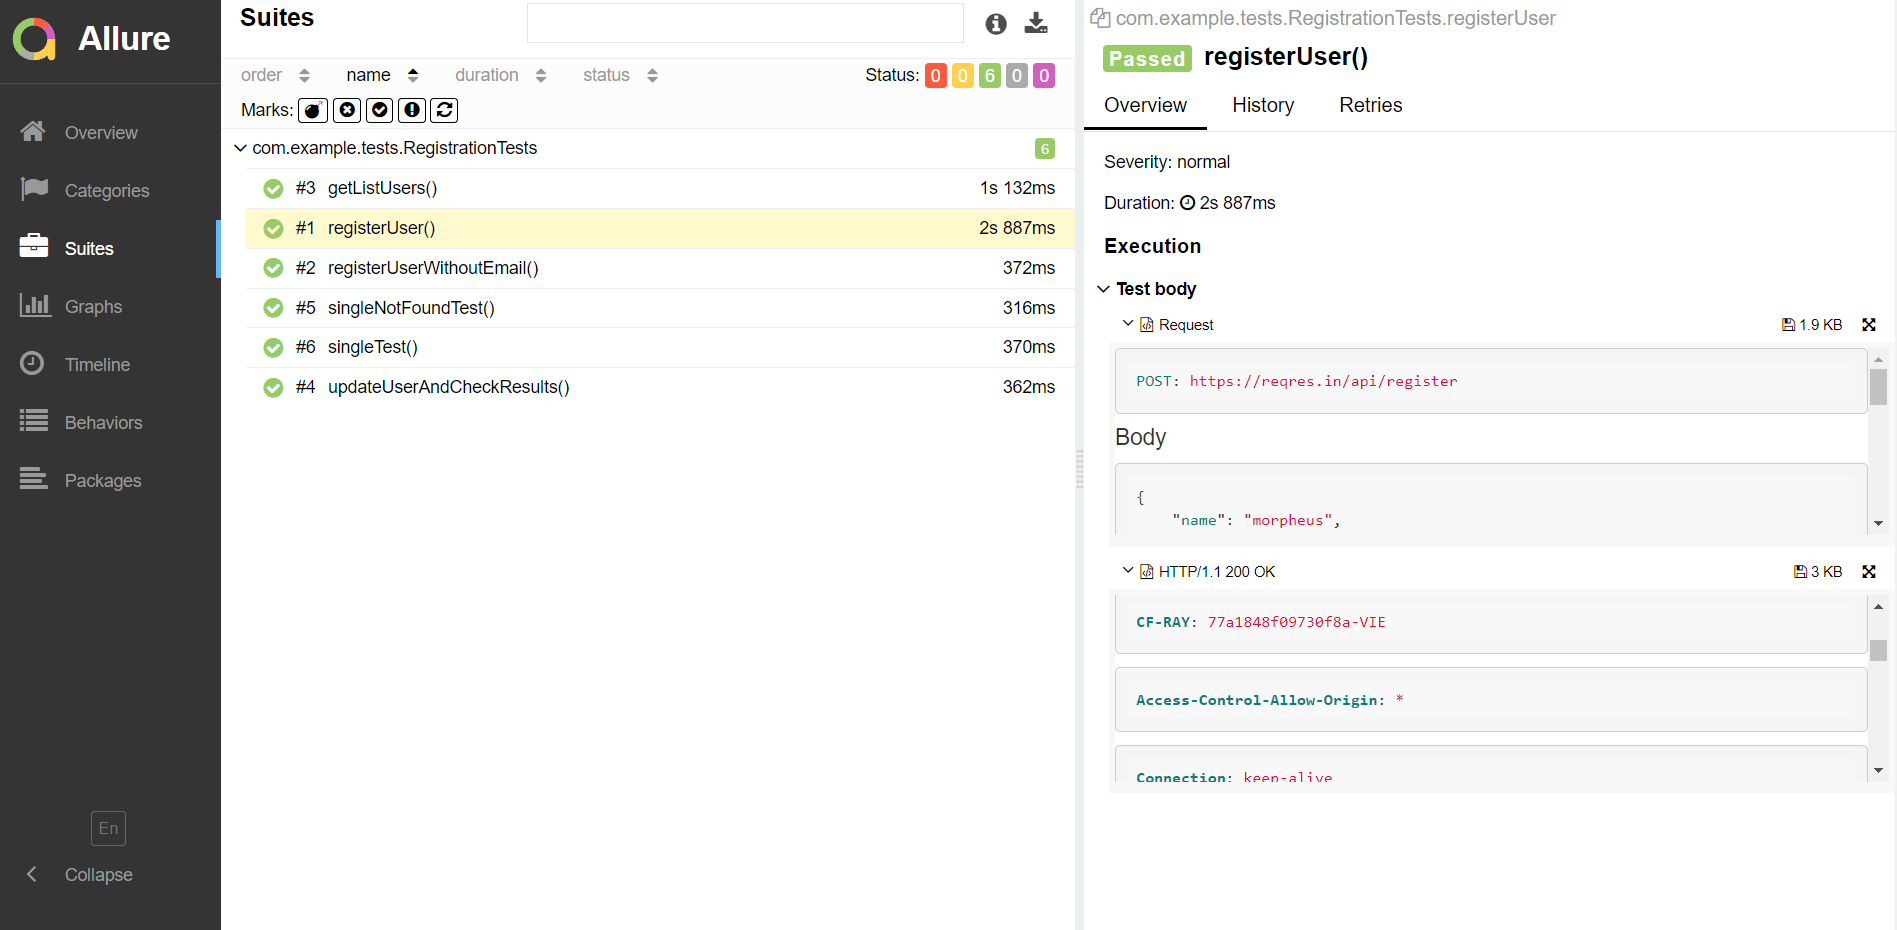 Allure
Overview
Categories
Suites
Graphs
Timeline
Behaviors
Packages
En
Collapse
Suites
order name duration status Status: 0 0 6 0 0
Marks:
com.example.tests.RegistrationTests 6
#3 getListUsers() 1s 132ms
#1 registerUser() 2s 887ms
#2 registerUserWithoutEmail() 372ms
#5 singleNotFoundTest() 316ms
#6 singleTest() 370ms
#4 updateUserAndCheckResults() 362ms
com.example.tests.RegistrationTests.registerUser
Passed registerUser()
Overview History Retries
Severity: normal
Duration: 2s 887ms
Execution
Test body
Request 1.9 KB
POST: https://reqres.in/api/register
Body
{
"name": "morpheus",
HTTP/1.1 200 OK 3 KB
CF-RAY: 77a1848f09730f8a-VIE
Access-Control-Allow-Origin: *
Connection: keep-alive